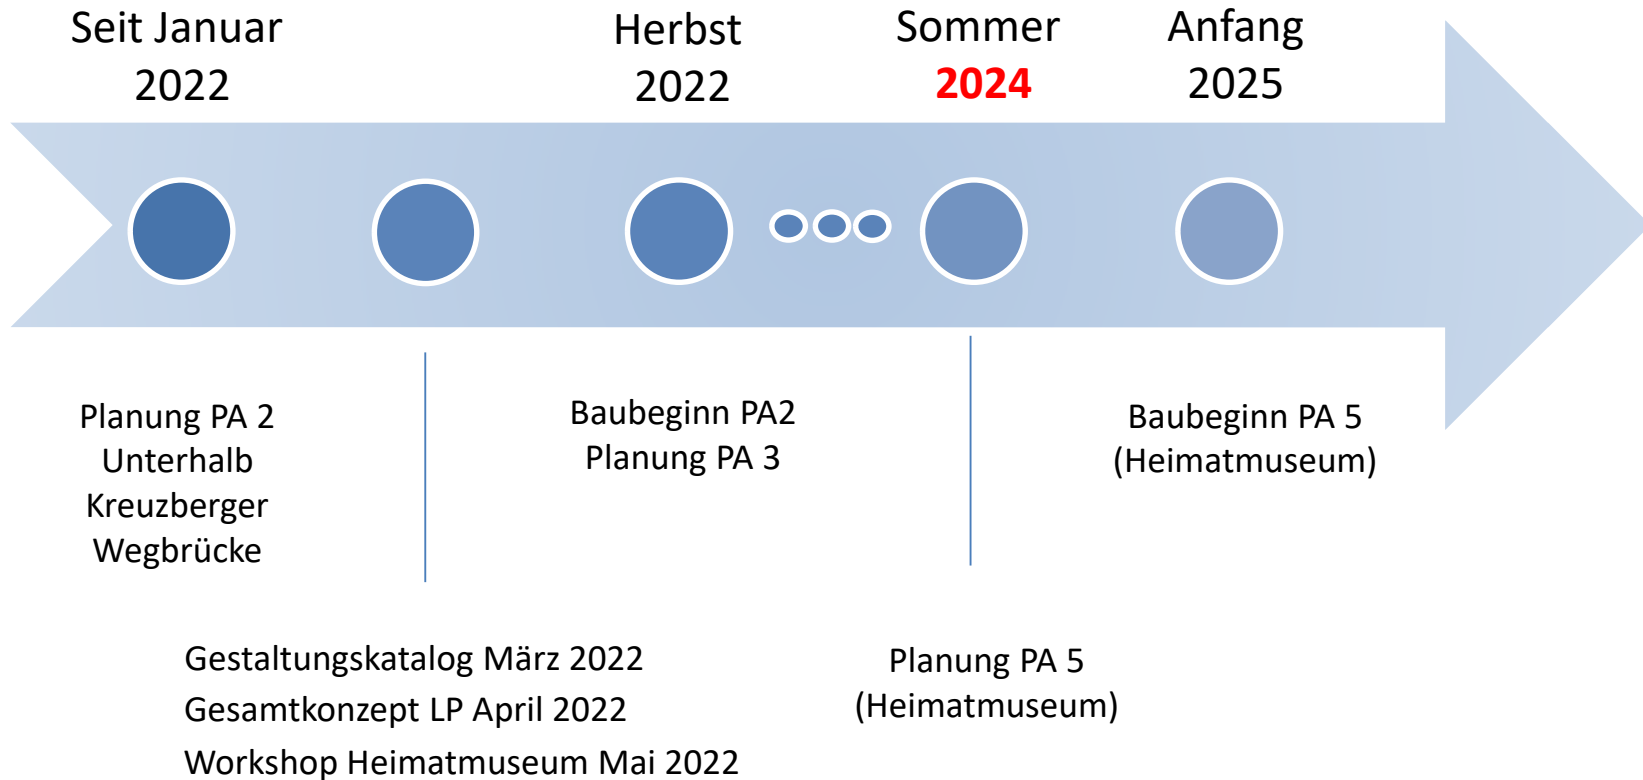 Seit Januar
2022
Herbst
2022
Sommer
2024
Anfang
2025
Planung PA 2
Unterhalb
Kreuzberger
Wegbrücke
Baubeginn PA2
Planung PA 3
Baubeginn PA 5
(Heimatmuseum)
Gestaltungskatalog März 2022
Gesamtkonzept LP April 2022
Workshop Heimatmuseum Mai 2022
Planung PA 5
(Heimatmuseum)